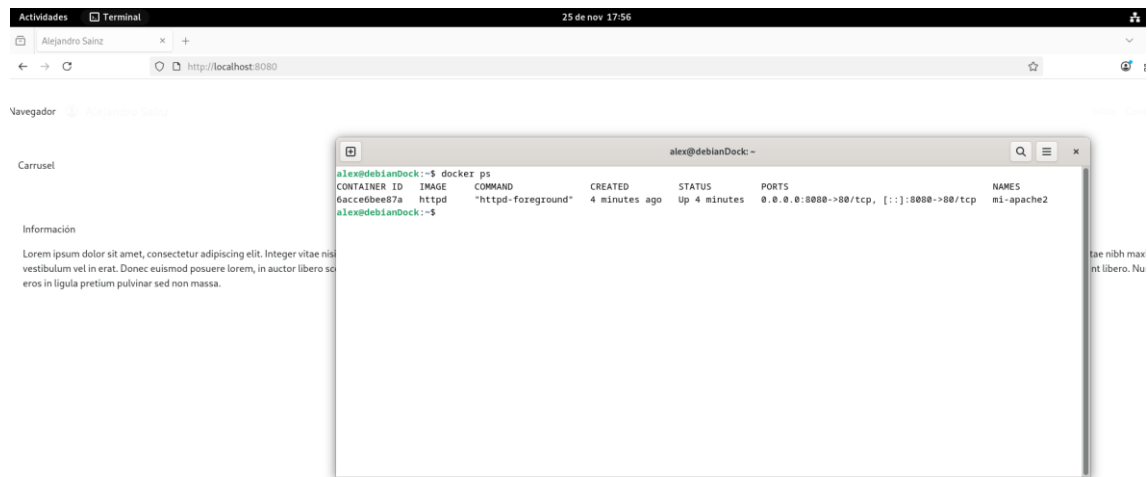 Actividades Terminal 25 de nov 17:56
Alejandro Sainz × +
http://localhost:8080
Navegador Alejandro Sainz
alex@debianDock: ~
Carrusel
alex@debianDock:~$ docker ps
CONTAINER ID IMAGE COMMAND CREATED STATUS PORTS NAMES
6acce6bee87a httpd "httpd-foreground" 4 minutes ago Up 4 minutes 0.0.0.0:8080->80/tcp, [::]:8080->80/tcp mi-apache2
alex@debianDock:~$
Información
Lorem ipsum dolor sit amet, consectetur adipiscing elit. Integer vitae nisi tae nibh max
vestibulum vel in erat. Donec euismod posuere lorem, in auctor libero sc nt libero. Nu
eros in ligula pretium pulvinar sed non massa.